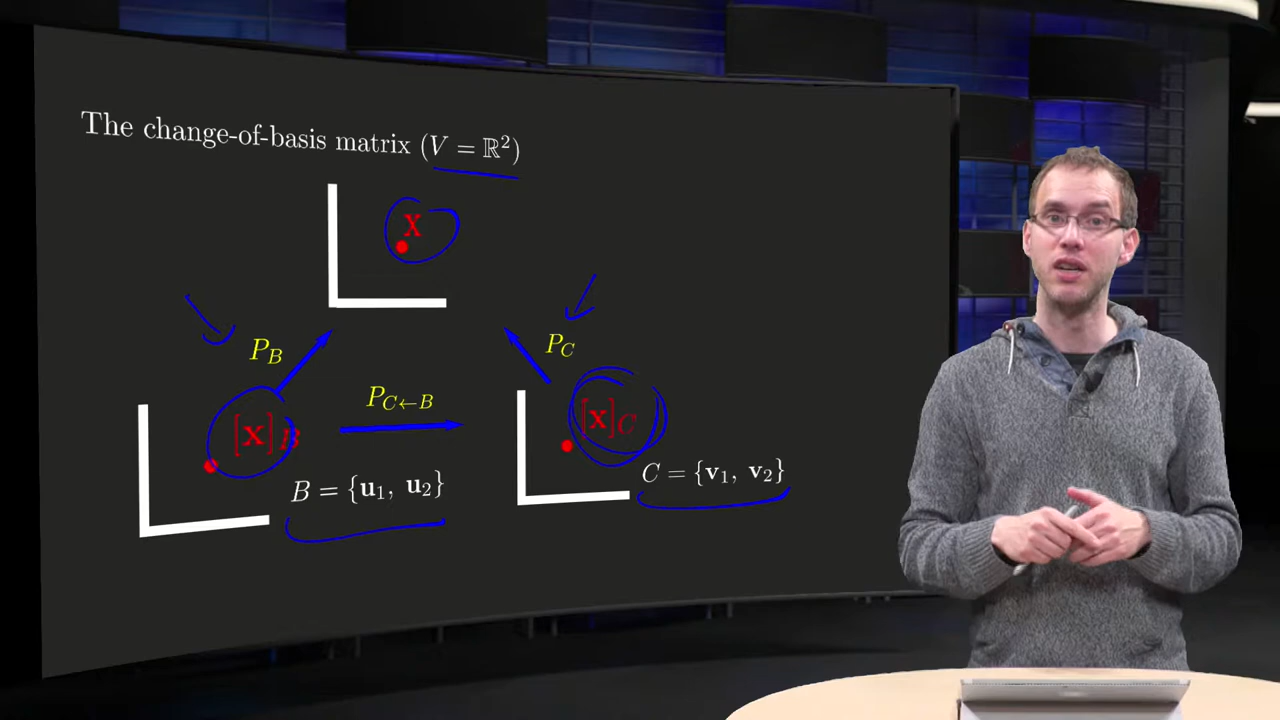 The change-of-basis matrix (V = ℝ²)
x
P_B
P_C
P_{C←B}
[x]_B
[x]_C
B = {u₁, u₂}
C = {v₁, v₂}